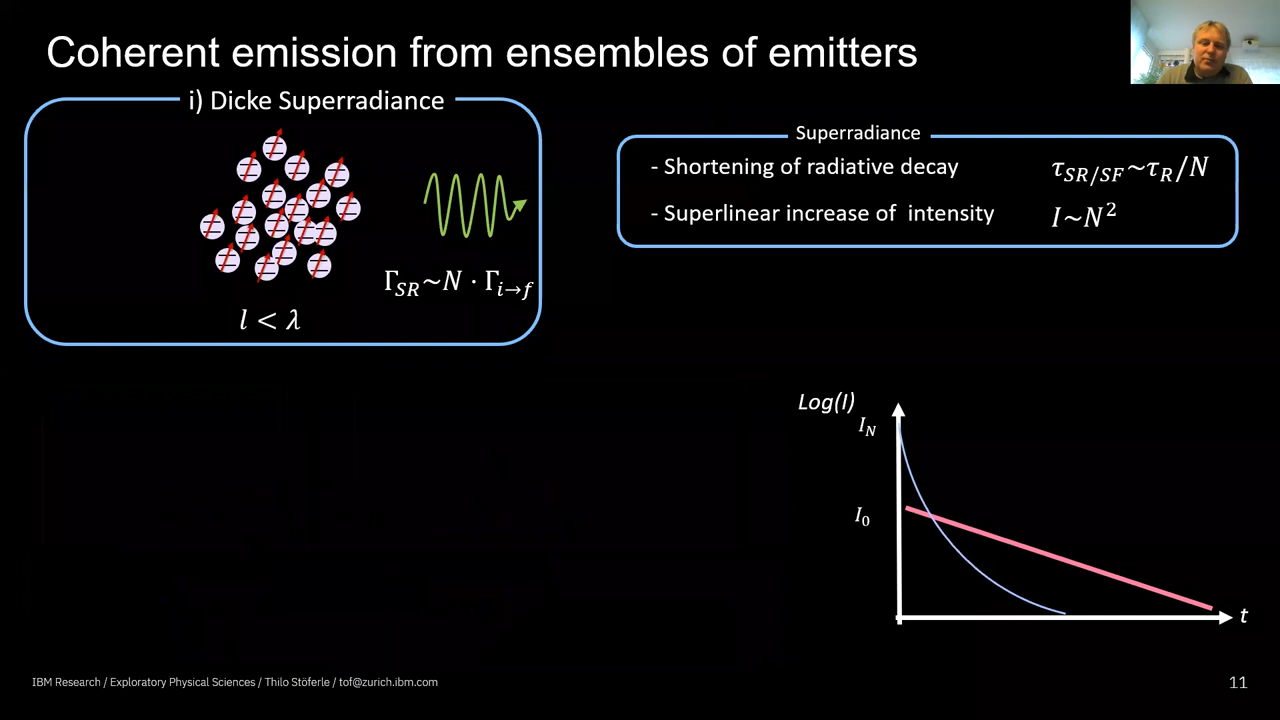 Coherent emission from ensembles of emitters
i) Dicke Superradiance
Γ_SR~N · Γ_i→f
l < λ
Superradiance
- Shortening of radiative decay τ_SR/SF~τ_R/N
- Superlinear increase of intensity I~N²
Log(I)
I_N
I_0
t
IBM Research / Exploratory Physical Sciences / Thilo Stöferle / tof@zurich.ibm.com
11